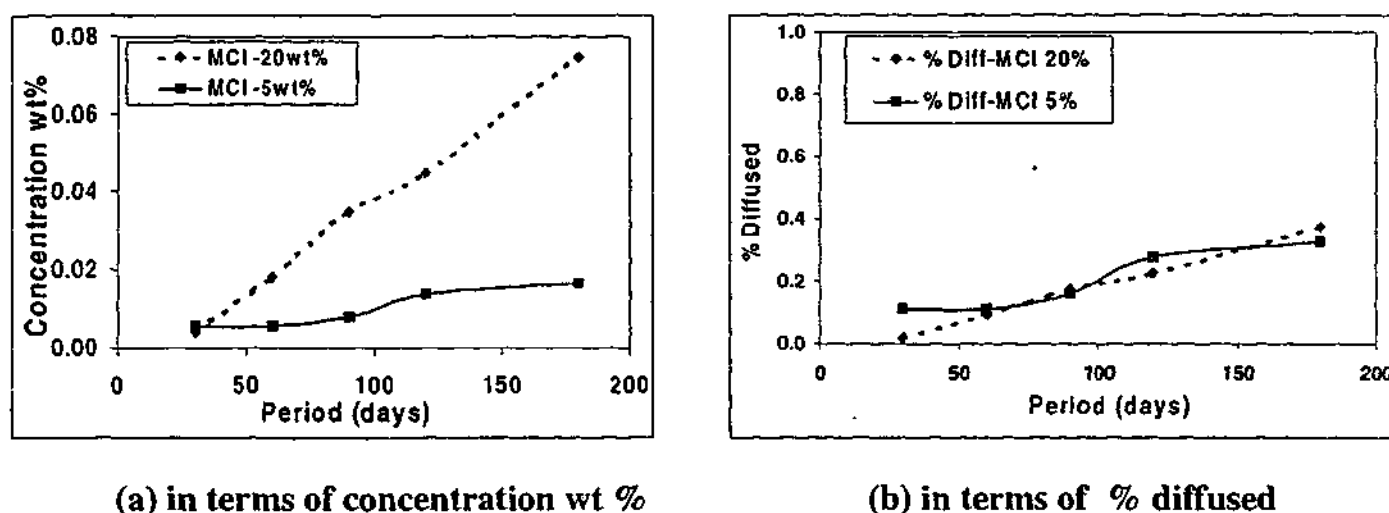 0.08
0.06
0.04
0.02
0.00
Concentration wt%
MCI-20wt%
MCI-5wt%
0
50
100
150
200
Period (days)
1.0
0.8
0.6
0.4
0.2
0.0
% Diffused
% Diff-MCI 20%
% Diff-MCI 5%
0
50
100
150
200
Period (days)
(a) in terms of concentration wt %
(b) in terms of % diffused